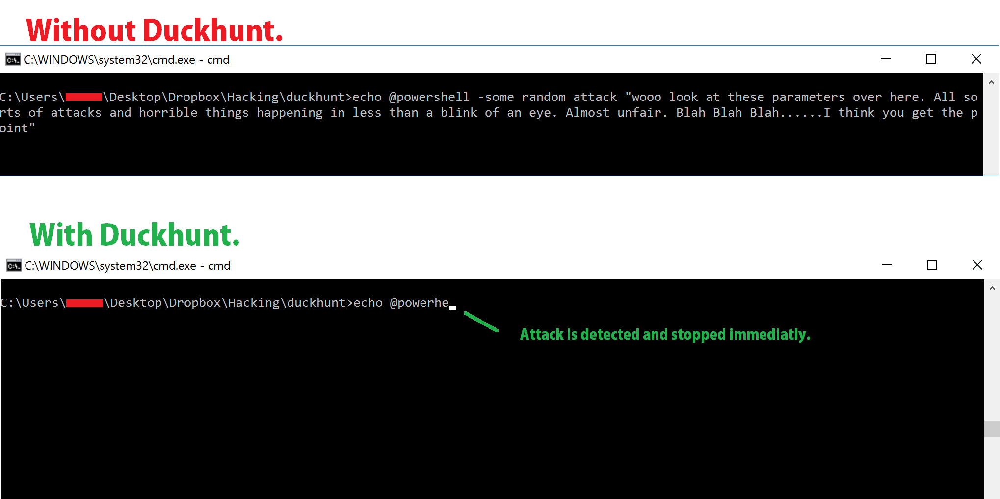 Without Duckhunt.
C:\WINDOWS\system32\cmd.exe - cmd
C:\Users\ \Desktop\Dropbox\Hacking\duckhunt>echo @powershell -some random attack "wooo look at these parameters over here. All so
rts of attacks and horrible things happening in less than a blink of an eye. Almost unfair. Blah Blah Blah......I think you get the p
oint"
With Duckhunt.
C:\WINDOWS\system32\cmd.exe - cmd
C:\Users\ \Desktop\Dropbox\Hacking\duckhunt>echo @powerhe_
Attack is detected and stopped immediatly.